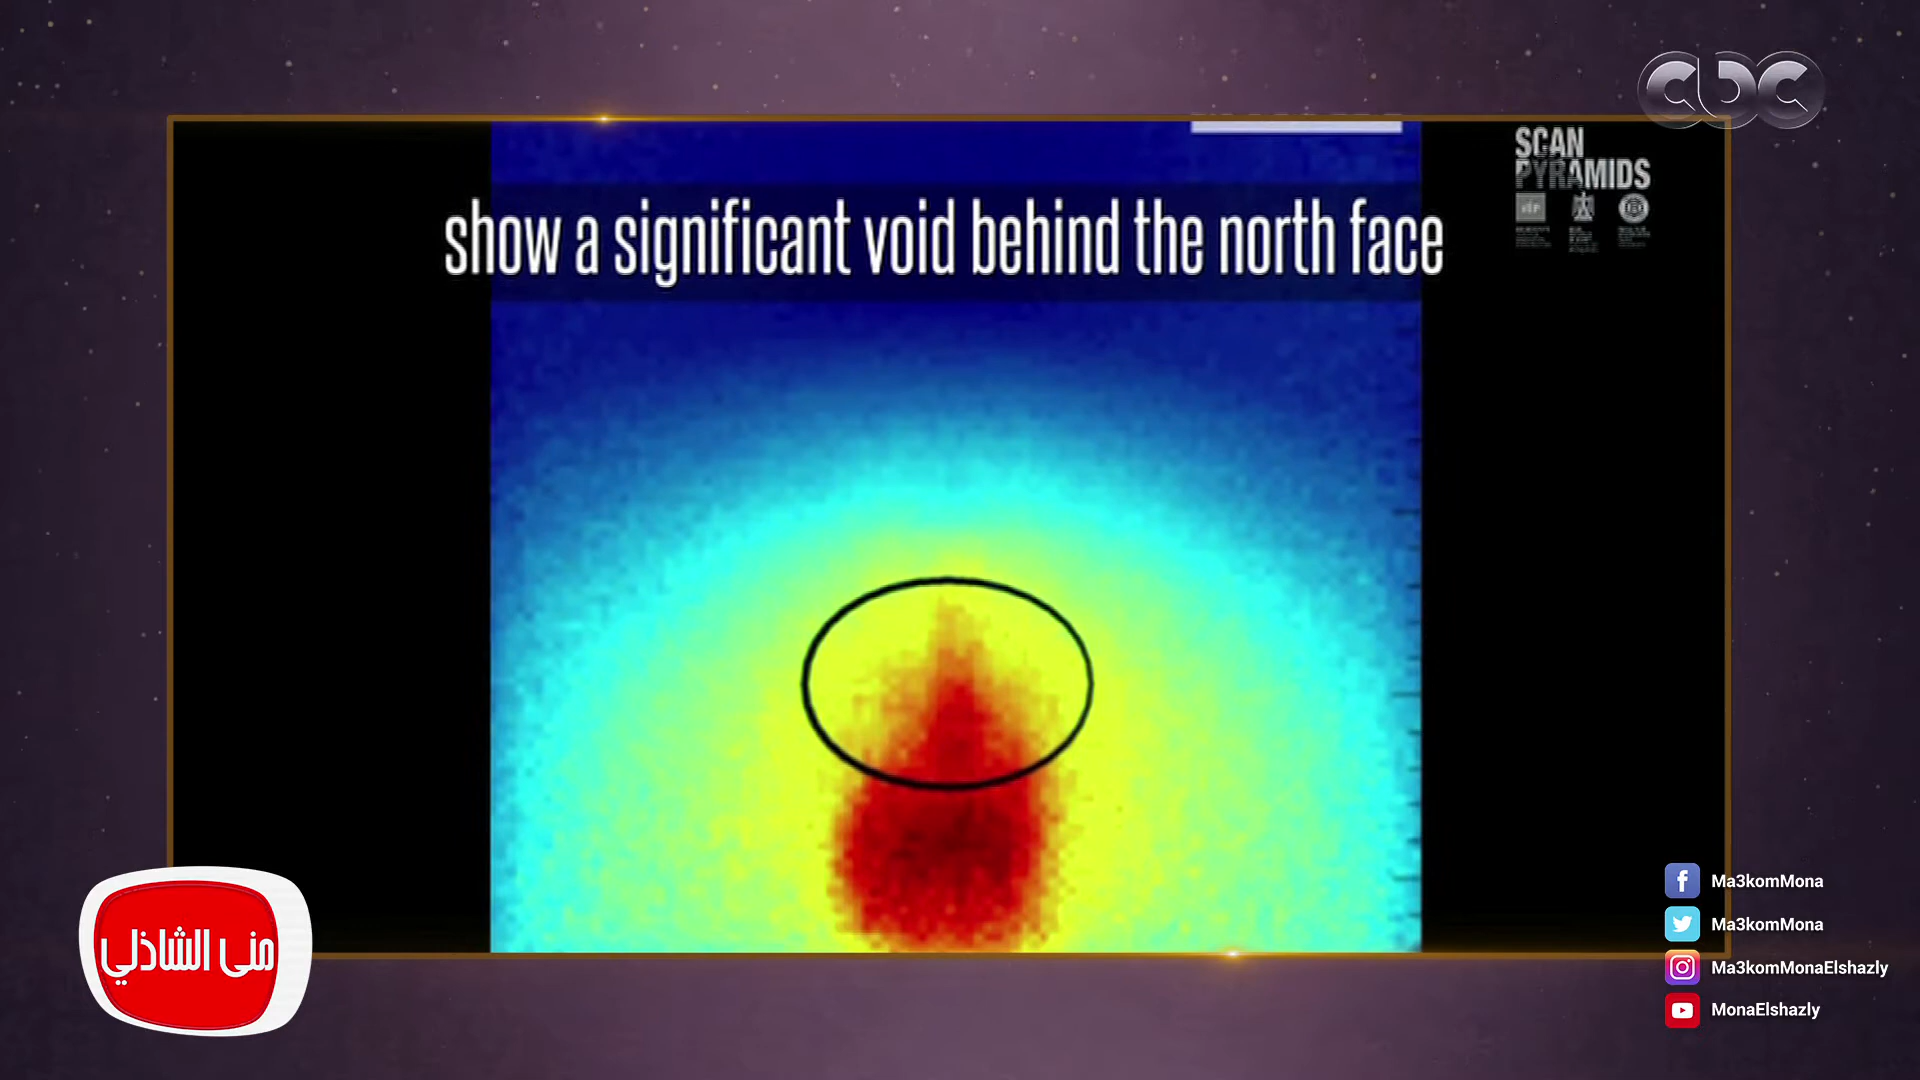 cbc
SCAN
PYRAMIDS
show a significant void behind the north face
منى الشاذلي
Ma3komMona
Ma3komMona
Ma3komMonaElshazly
MonaElshazly